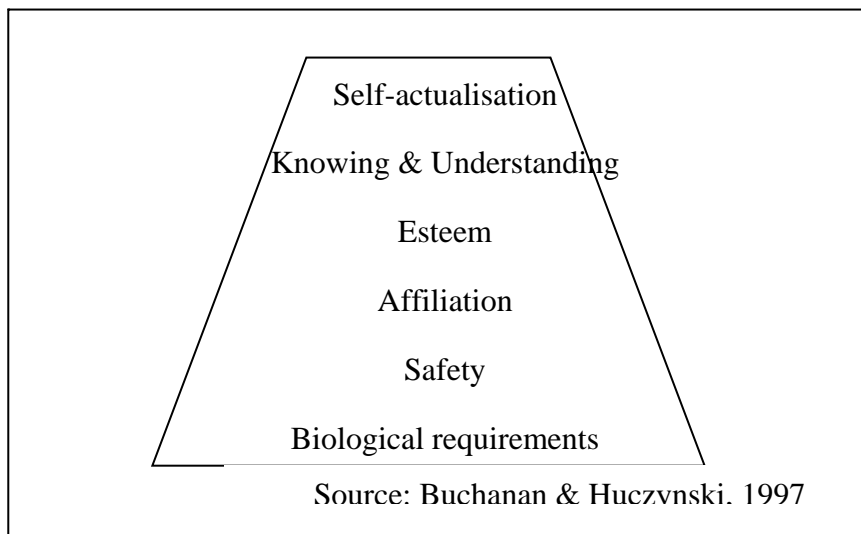 Self-actualisation
Knowing & Understanding
Esteem
Affiliation
Safety
Biological requirements
Source: Buchanan & Huczynski, 1997